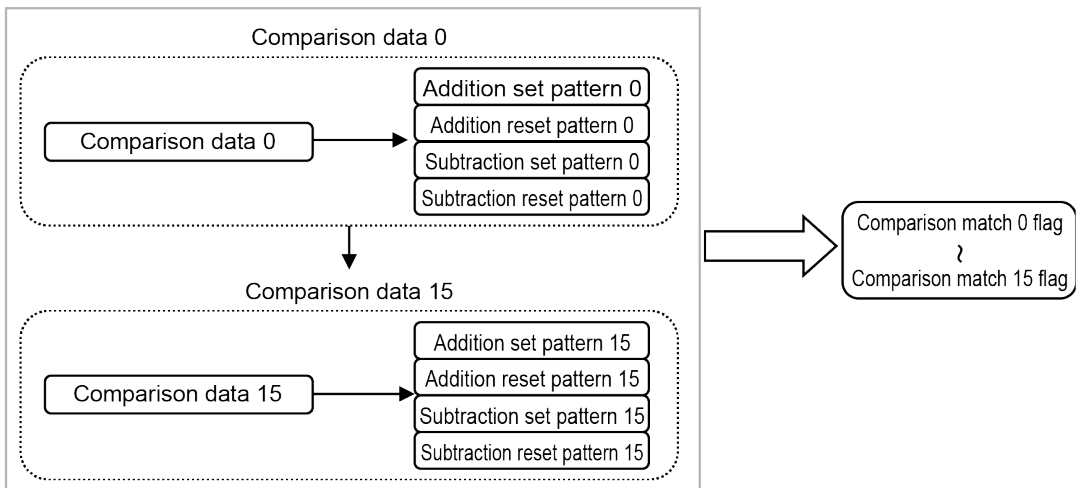 Comparison data 0
Comparison data 0
Addition set pattern 0
Addition reset pattern 0
Subtraction set pattern 0
Subtraction reset pattern 0
Comparison data 15
Comparison data 15
Addition set pattern 15
Addition reset pattern 15
Subtraction set pattern 15
Subtraction reset pattern 15
Comparison match 0 flag
~
Comparison match 15 flag